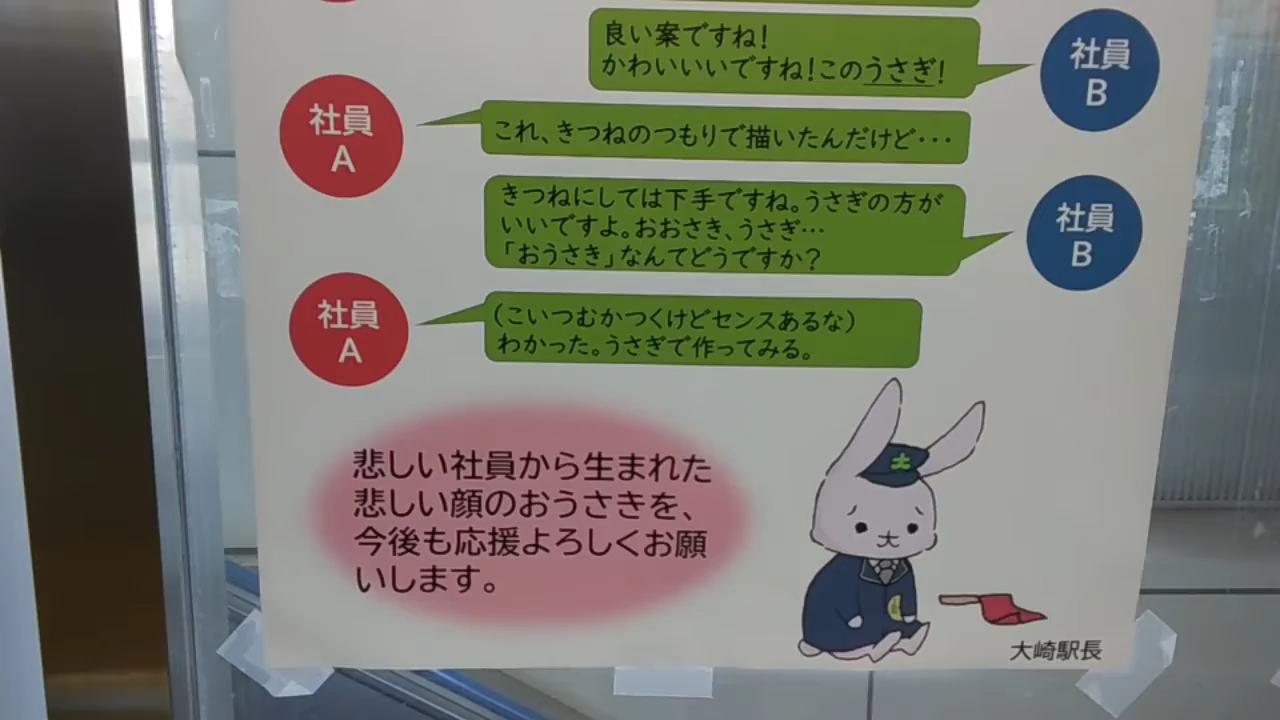 良い案ですね！
かわいいいですね！このうさぎ！
社員
B
社員
A
これ、きつねのつもりで描いたんだけど・・・
きつねにしては下手ですね。うさぎの方が
いいですよ。おおさき、うさぎ…
「おうさき」なんてどうですか？
社員
B
社員
A
（こいつむかつくけどセンスあるな）
わかった。うさぎで作ってみる。
悲しい社員から生まれた
悲しい顔のおうさきを、
今後も応援よろしくお願
いします。
大崎駅長